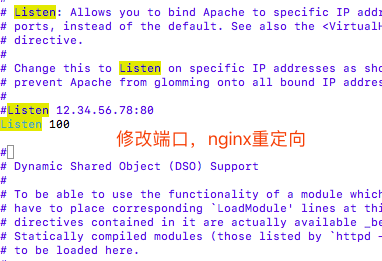 # Listen: Allows you to bind Apache to specific IP addr
# ports, instead of the default. See also the <VirtualH
# directive.
#
# Change this to Listen on specific IP addresses as sho
# prevent Apache from glomming onto all bound IP addres
#
#Listen 12.34.56.78:80
Listen 100
修改端口，nginx重定向
#
# Dynamic Shared Object (DSO) Support
#
# To be able to use the functionality of a module which
# have to place corresponding `LoadModule' lines at thi
# directives contained in it are actually available _be
# Statically compiled modules (those listed by `httpd -
# to be loaded here.
#